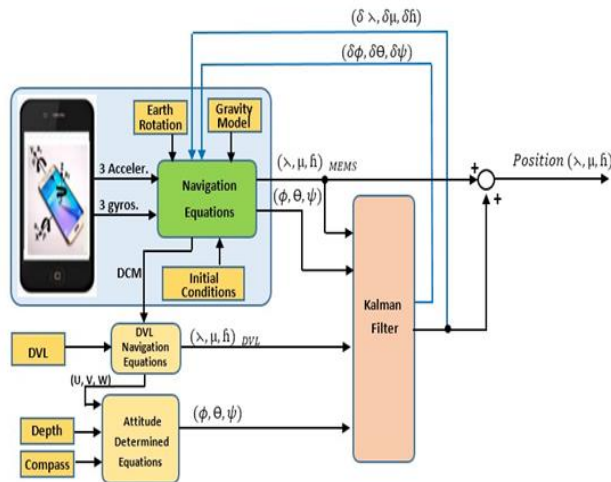 (δ λ, δμ, δɦ)
(δϕ, δθ, δψ)
Earth
Rotation
Gravity
Model
3 Acceler.
3 gyros.
Navigation
Equations
(λ, μ, ɦ) MEMS
(ϕ, θ, ψ)
Position (λ, μ, ɦ)
+
+
DCM
Initial
Conditions
Kalman
Filter
DVL
DVL
Navigation
Equations
(λ, μ, ɦ) DVL
(U, V, W)
Depth
Compass
Attitude
Determined
Equations
(ϕ, θ, ψ)